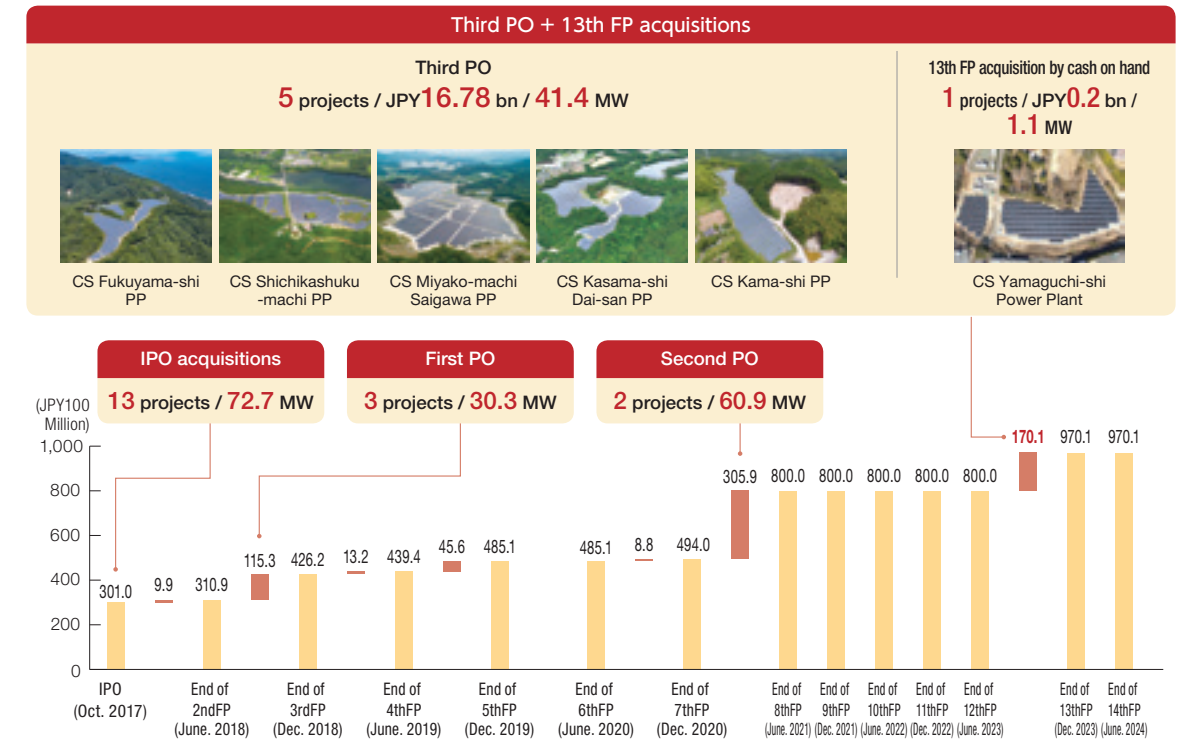 Third PO + 13th FP acquisitions
Third PO
5 projects / JPY16.78 bn / 41.4 MW
13th FP acquisition by cash on hand
1 projects / JPY0.2 bn /
1.1 MW
CS Fukuyama-shi
PP
CS Shichikashuku
-machi PP
CS Miyako-machi
Saigawa PP
CS Kasama-shi
Dai-san PP
CS Kama-shi PP
CS Yamaguchi-shi
Power Plant
IPO acquisitions
13 projects / 72.7 MW
First PO
3 projects / 30.3 MW
Second PO
2 projects / 60.9 MW
(JPY100
Million)
1,000
800
600
400
200
0
301.0
9.9
310.9
115.3
426.2
13.2
439.4
45.6
485.1
485.1
8.8
494.0
305.9
800.0
800.0
800.0
800.0
800.0
170.1
970.1
970.1
IPO
(Oct. 2017)
End of
2ndFP
(June. 2018)
End of
3rdFP
(Dec. 2018)
End of
4thFP
(June. 2019)
End of
5thFP
(Dec. 2019)
End of
6thFP
(June. 2020)
End of
7thFP
(Dec. 2020)
End of
8thFP
(June. 2021)
End of
9thFP
(Dec. 2021)
End of
10thFP
(June. 2022)
End of
11thFP
(Dec. 2022)
End of
12thFP
(June. 2023)
End of
13thFP
(Dec. 2023)
End of
14thFP
(June. 2024)